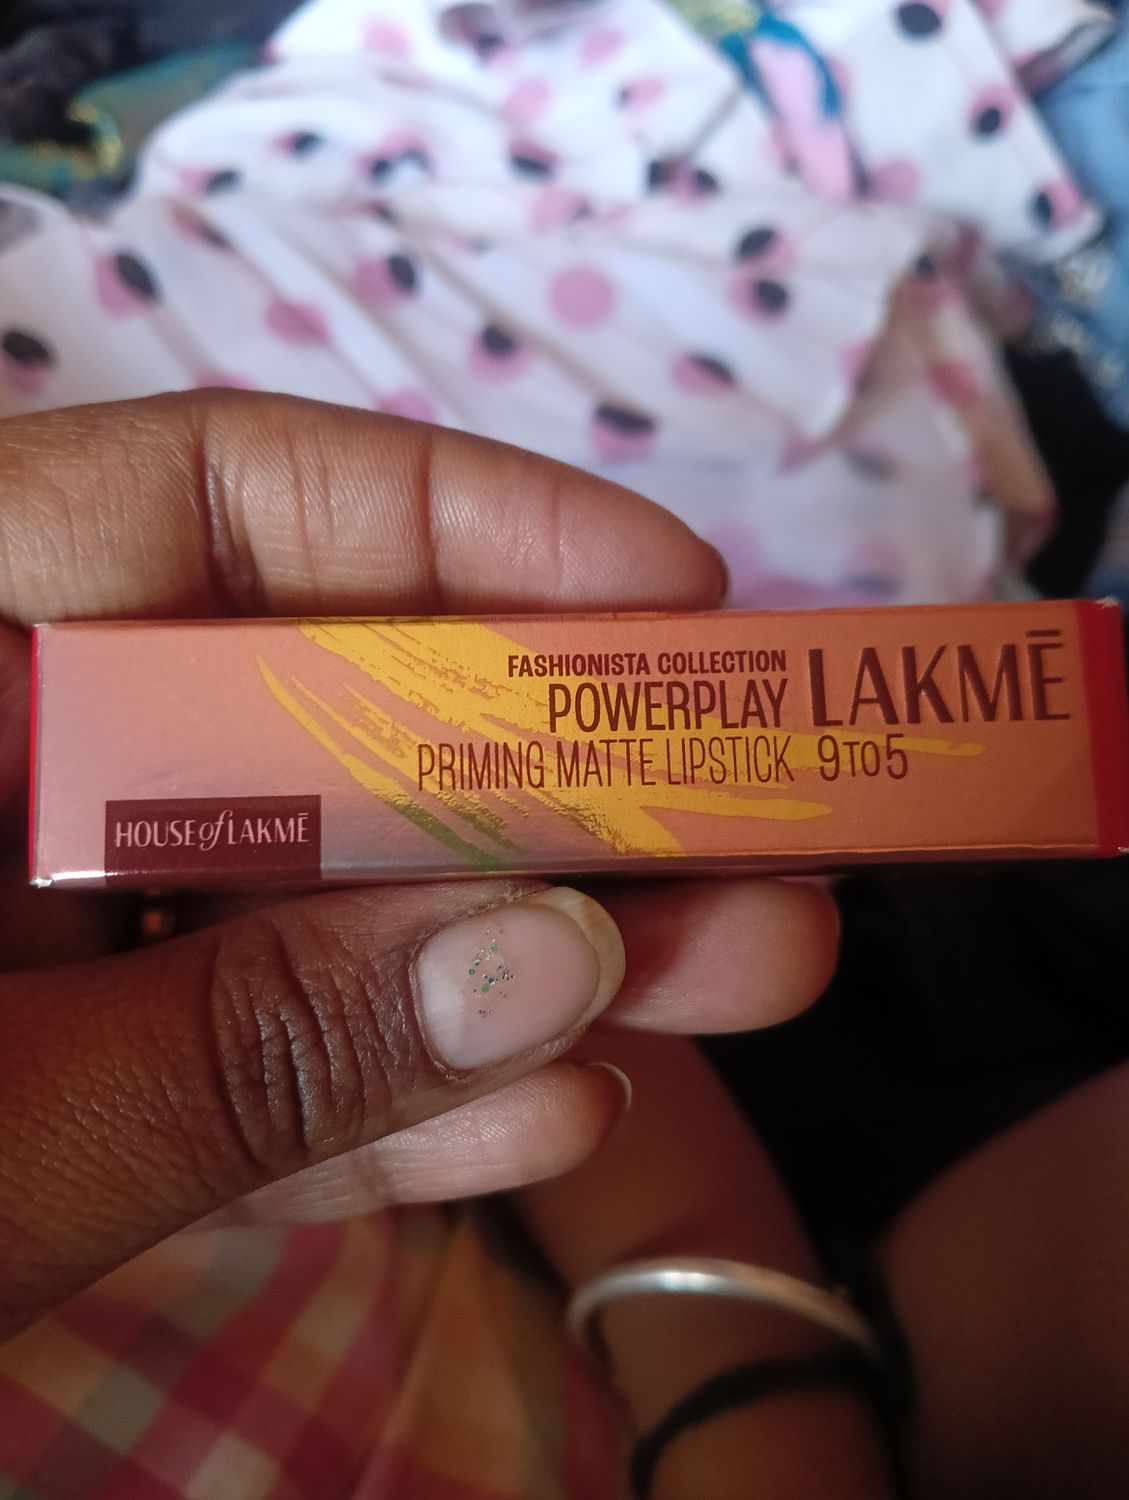 FASHIONISTA COLLECTION
POWERPLAY
PRIMING MATTE LIPSTICK
LAKMĒ
9TO5
HOUSE of LAKMĒ